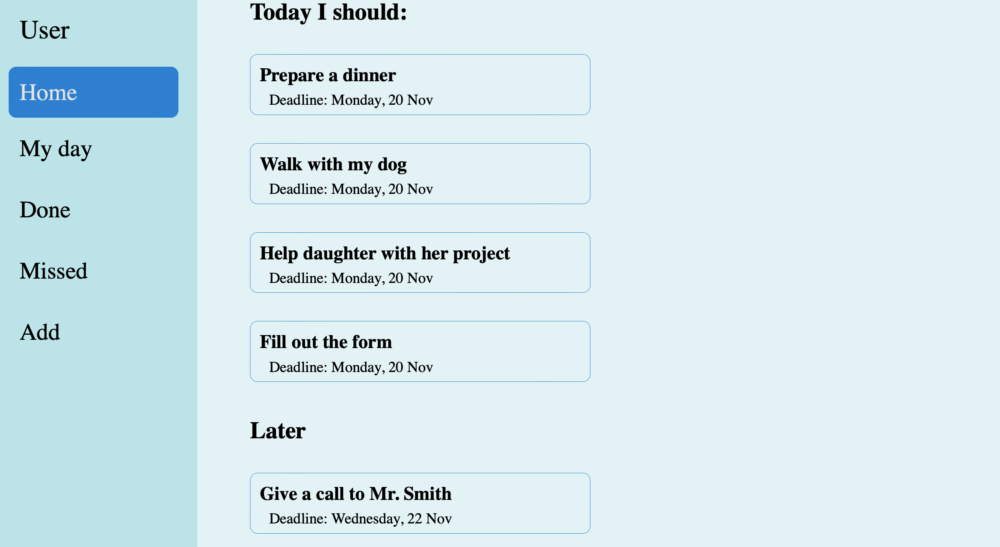 User
Home
My day
Done
Missed
Add
Today I should:
Prepare a dinner
Deadline: Monday, 20 Nov
Walk with my dog
Deadline: Monday, 20 Nov
Help daughter with her project
Deadline: Monday, 20 Nov
Fill out the form
Deadline: Monday, 20 Nov
Later
Give a call to Mr. Smith
Deadline: Wednesday, 22 Nov